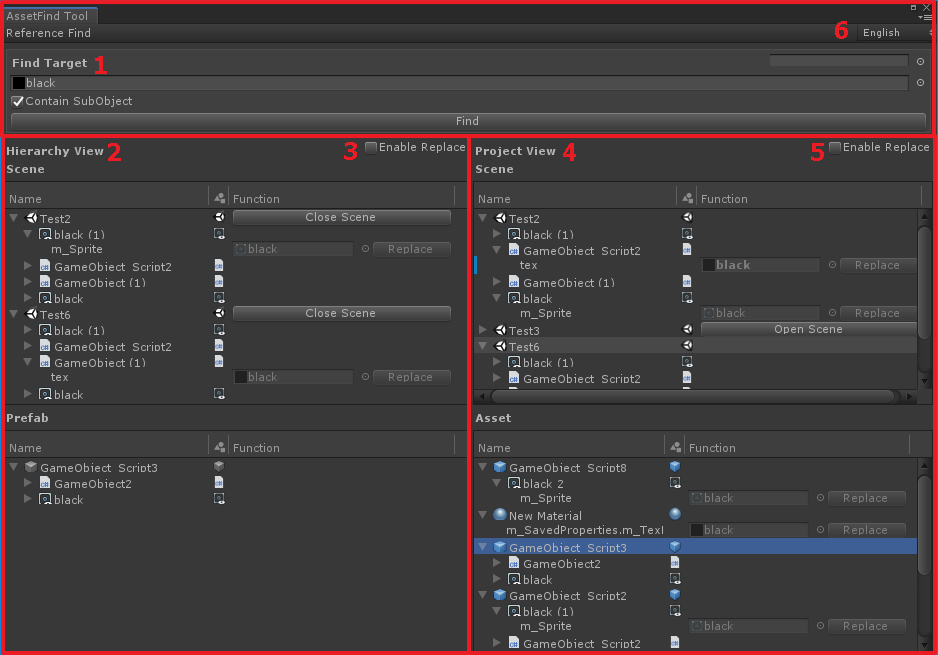 AssetFind Tool
Reference Find
6
English
Find Target 1
black
Contain SubObject
Find
Hierarchy View 2
3
Enable Replace
Scene
Name
Function
Test2
Close Scene
black (1)
m_Sprite
black
Replace
GameObject_Script2
GameObject (1)
black
Test6
Close Scene
black (1)
GameObject_Script2
GameObject (1)
tex
black
Replace
black
Prefab
Name
Function
GameObject_Script3
GameObject2
black
Project View 4
5
Enable Replace
Scene
Name
Function
Test2
black (1)
GameObject_Script2
tex
black
Replace
GameObject (1)
black
m_Sprite
black
Replace
Test3
Open Scene
Test6
black (1)
GameObject_Script2
Asset
Name
Function
GameObject_Script8
black_2
m_Sprite
black
Replace
New Material
m_SavedProperties.m_TexI
black
Replace
GameObject_Script3
GameObject2
black
GameObject_Script2
black (1)
m_Sprite
black
Replace
GameObject_Script2